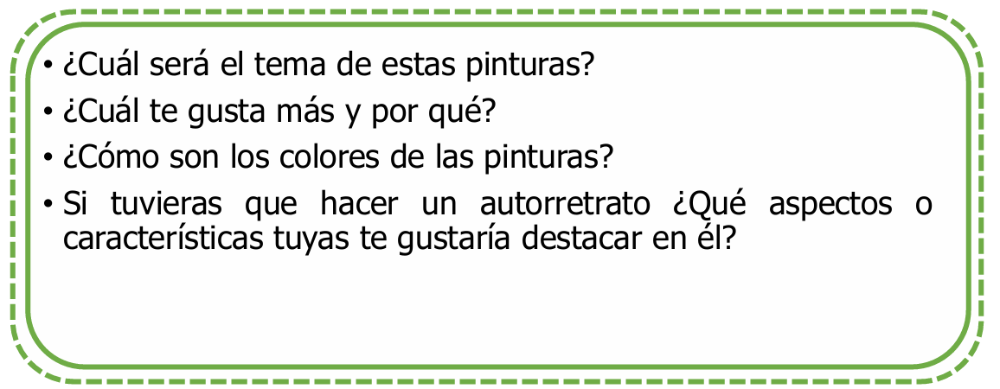 • ¿Cuál será el tema de estas pinturas?
• ¿Cuál te gusta más y por qué?
• ¿Cómo son los colores de las pinturas?
• Si tuvieras que hacer un autorretrato ¿Qué aspectos o
características tuyas te gustaría destacar en él?